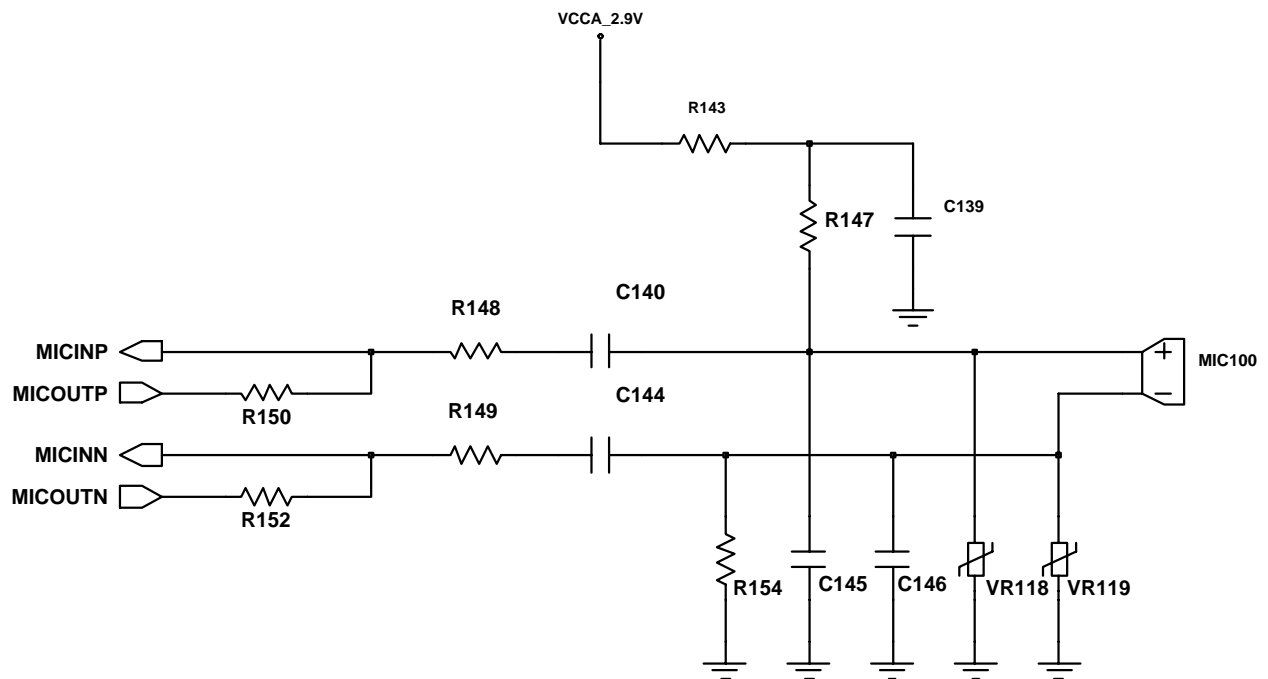 VCCA_2.9V
R143
R147
C139
C140
R148
MICINP
MIC100
MICOUTP
C144
R150
R149
MICINN
MICOUTN
R152
R154
C145
C146
VR118
VR119